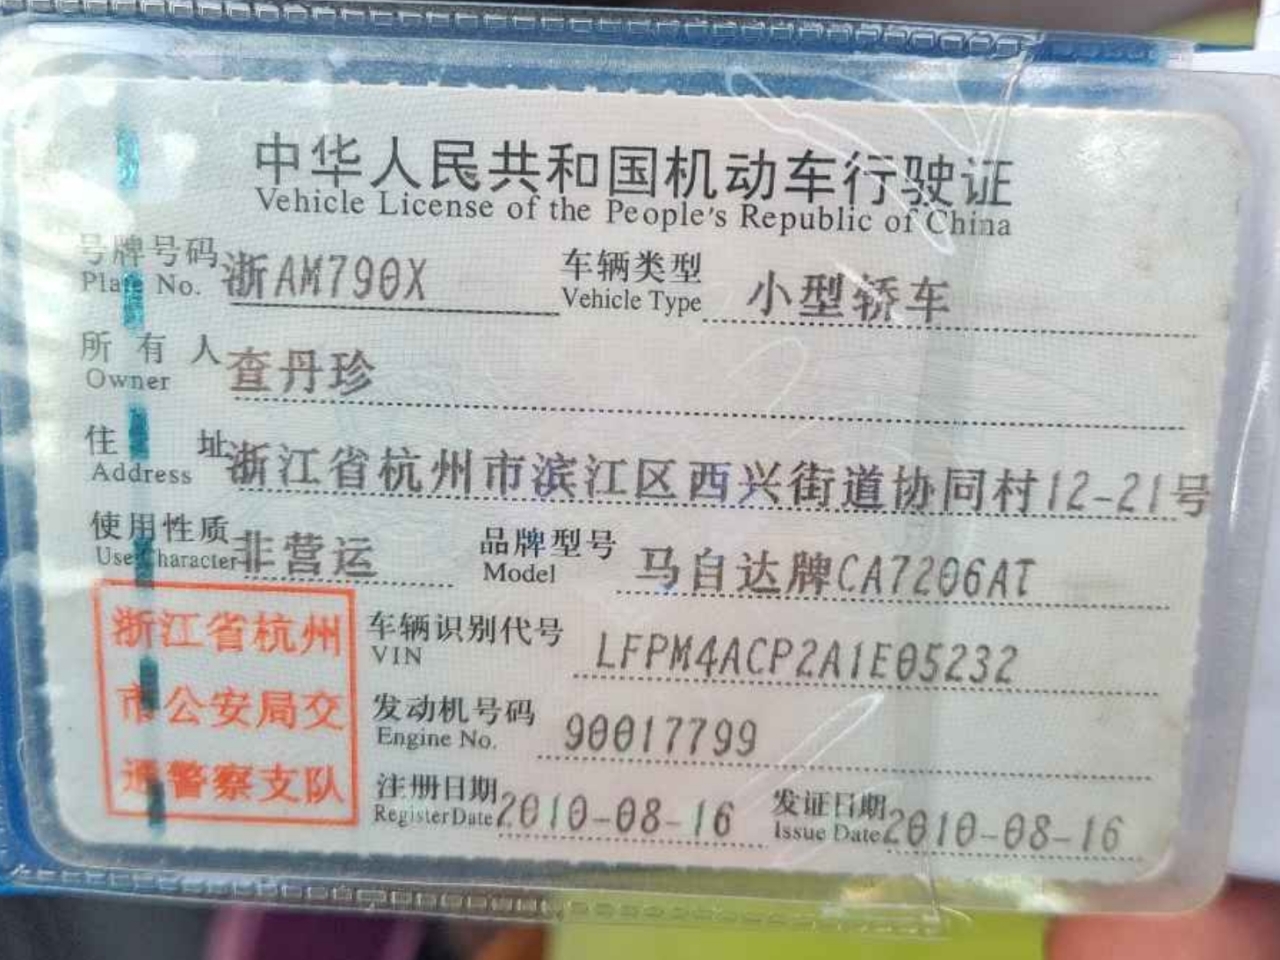 中华人民共和国机动车行驶证
Vehicle License of the People's Republic of China
号牌号码 浙AM790X 车辆类型 小型轿车
Plate No. Vehicle Type
所有人 查丹珍
Owner
住址 浙江省杭州市滨江区西兴街道协同村12-21号
Address
使用性质 非营运 品牌型号 马自达牌CA7206AT
Use Character Model
浙江省杭州
市公安局交
通警察支队
车辆识别代号 LFPM4ACP2A1E05232
VIN
发动机号码 90017799
Engine No.
注册日期 2010-08-16 发证日期 2010-08-16
Register Date Issue Date